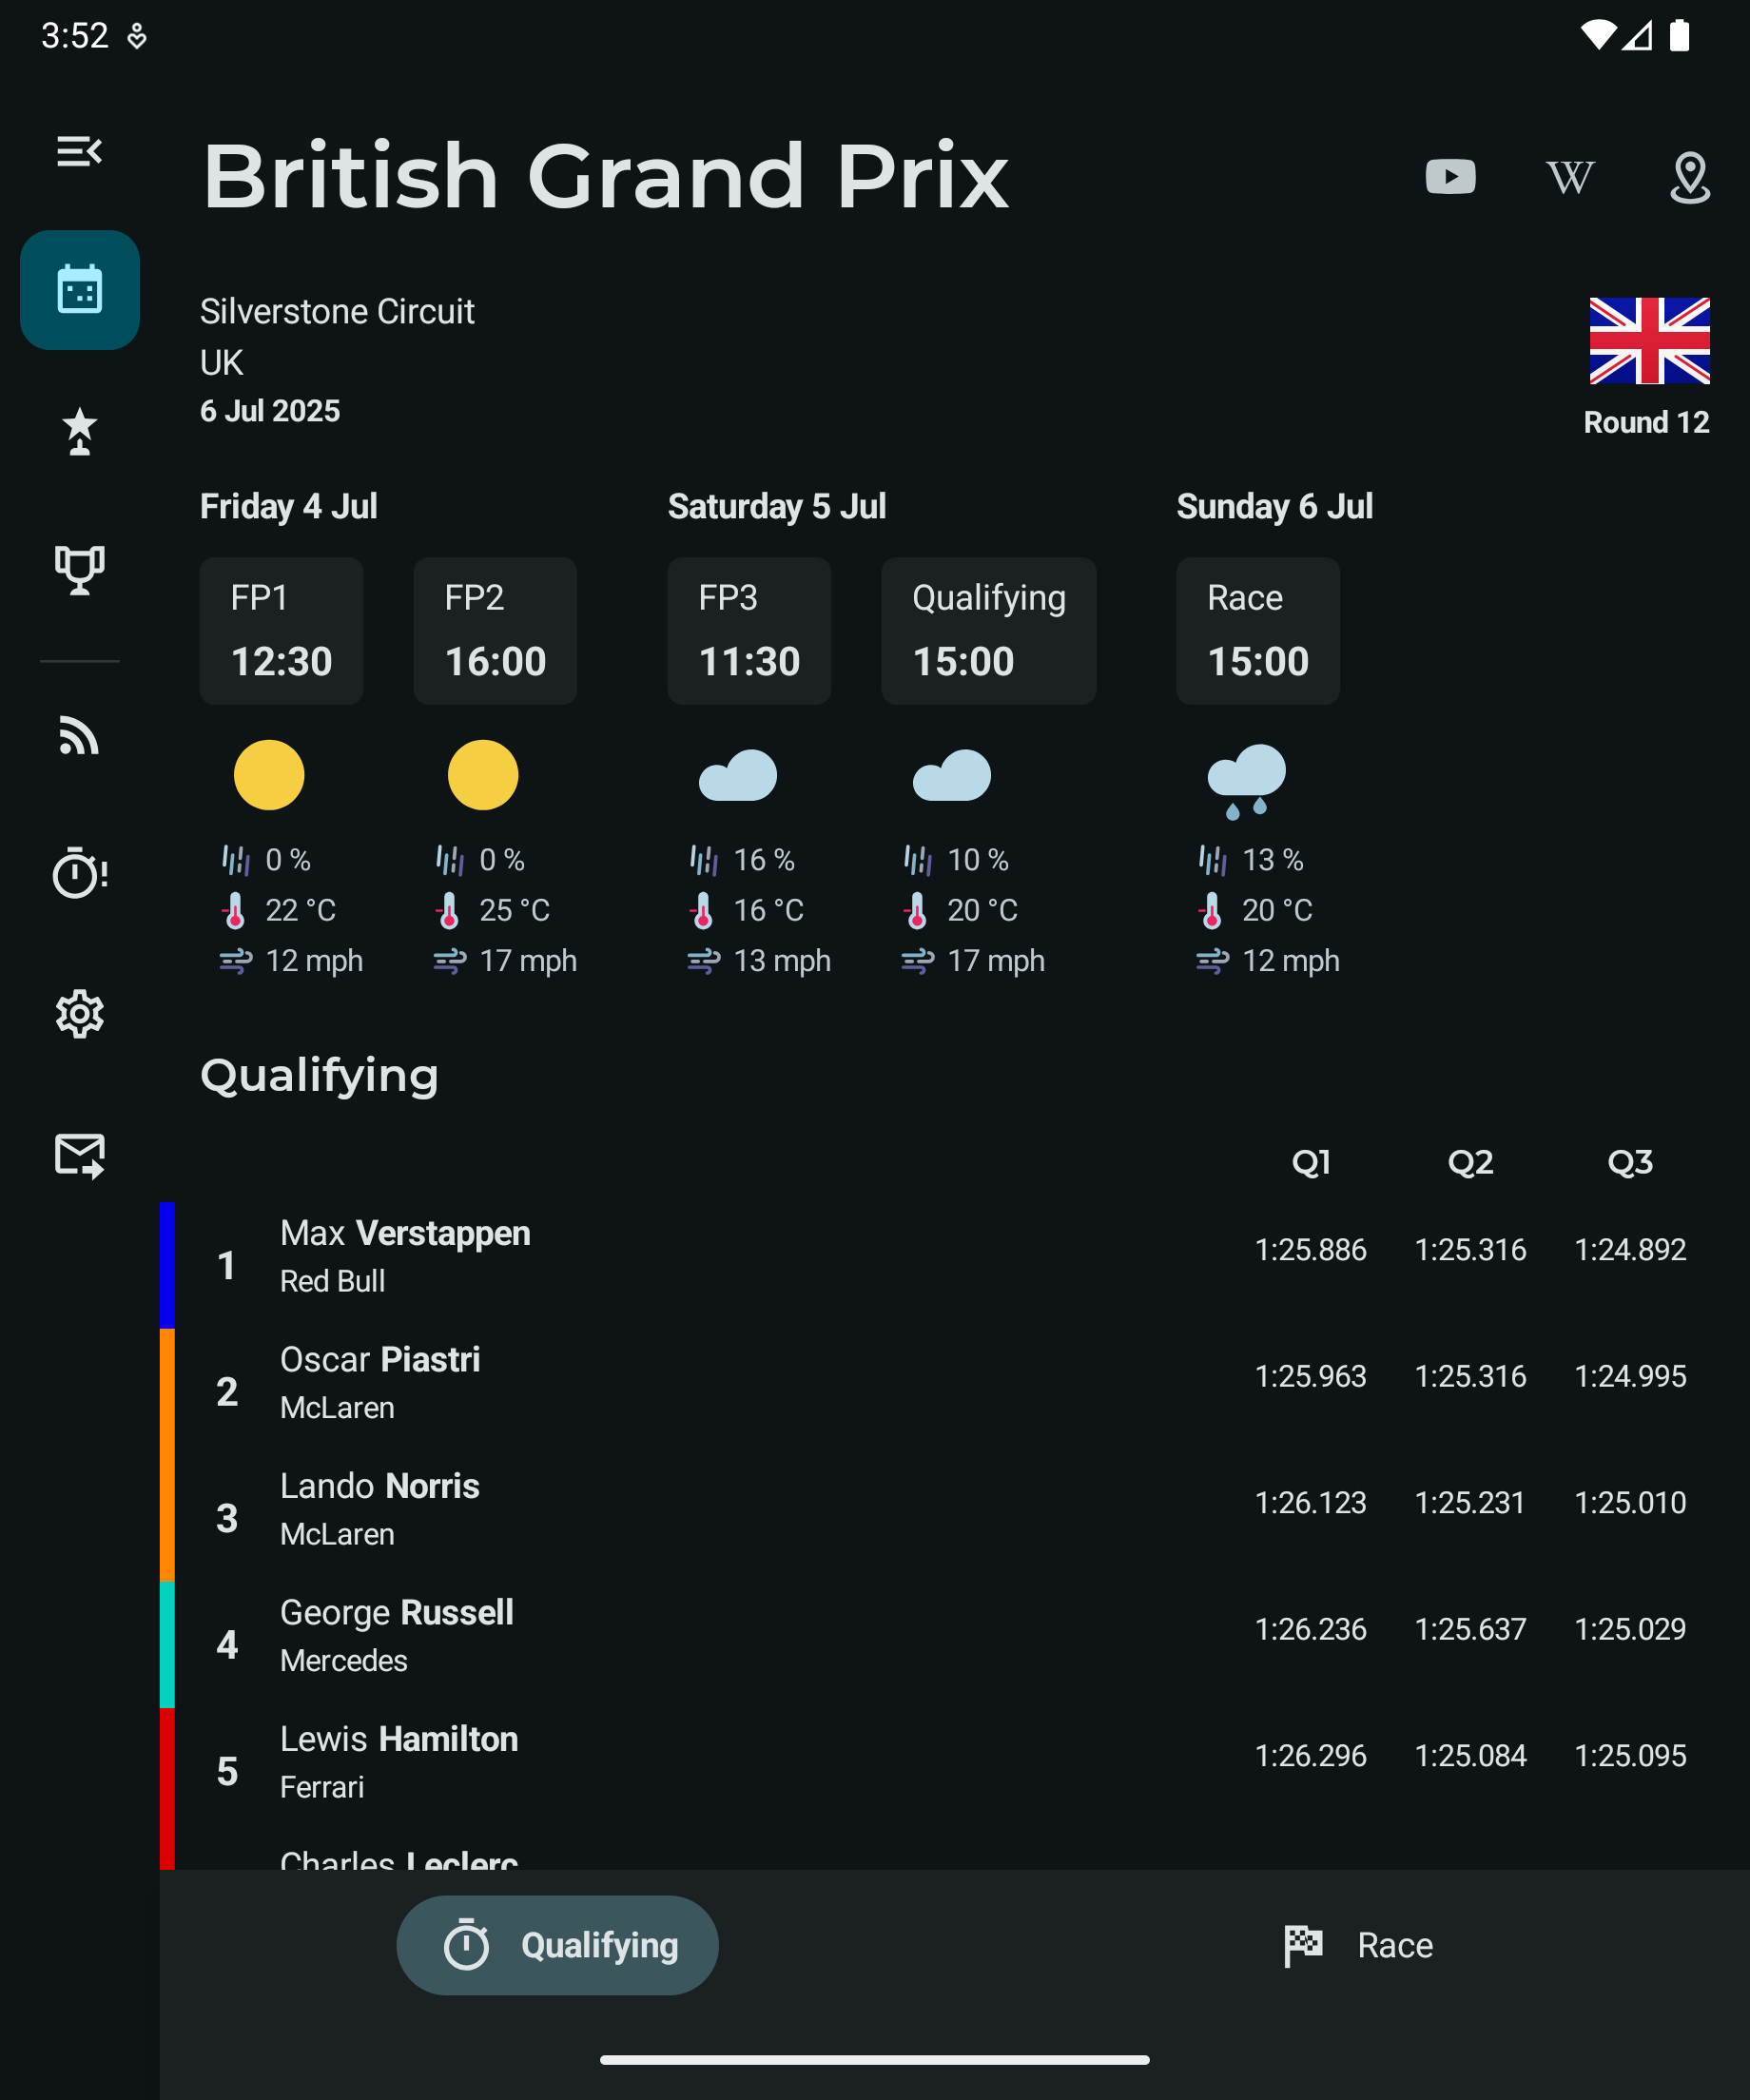 3:52
British Grand Prix
W
Silverstone Circuit
UK
6 Jul 2025
Round 12
Friday 4 Jul
Saturday 5 Jul
Sunday 6 Jul
FP1
FP2
FP3
Qualifying
Race
12:30
16:00
11:30
15:00
15:00
0 %
0 %
16 %
10 %
13 %
22 °C
25 °C
16 °C
20 °C
20 °C
12 mph
17 mph
13 mph
17 mph
12 mph
Qualifying
Q1 Q2 Q3
1
Max Verstappen
Red Bull
1:25.886 1:25.316 1:24.892
2
Oscar Piastri
McLaren
1:25.963 1:25.316 1:24.995
3
Lando Norris
McLaren
1:26.123 1:25.231 1:25.010
4
George Russell
Mercedes
1:26.236 1:25.637 1:25.029
5
Lewis Hamilton
Ferrari
1:26.296 1:25.084 1:25.095
Charles Leclerc
Qualifying
Race